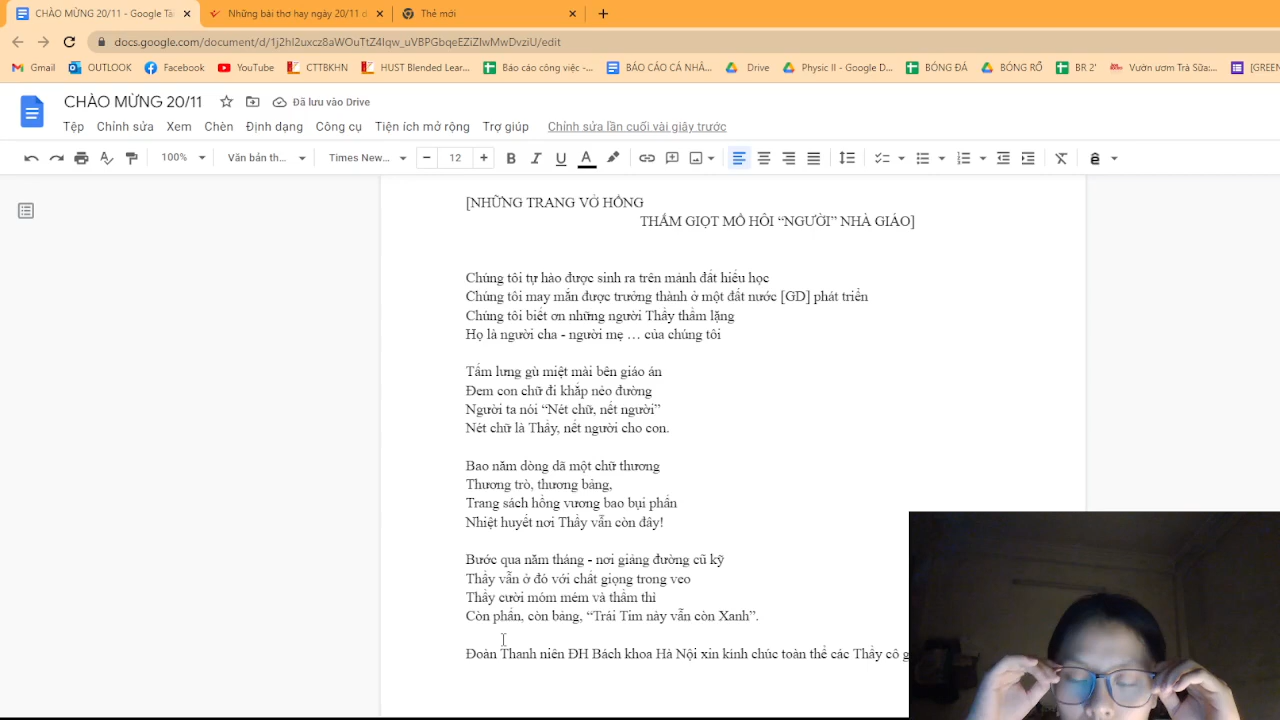 CHÀO MỪNG 20/11 - Google Tà
Những bài thơ hay ngày 20/11 d
Thẻ mới
docs.google.com/document/d/1j2hI2uxcz8aWOuTtZ4Iqw_uVBPGbqeEZiZIwMwDvziU/edit
Gmail OUTLOOK Facebook YouTube CTTBKHN HUST Blended Lear... Báo cáo công việc -... BÁO CÁO CÁ NHÂ... Drive Physic II - Google D... BÓNG ĐÁ BÓNG RỔ BR 2' Vườn ươm Trà Sữa:... [GREEN
CHÀO MỪNG 20/11 Đã lưu vào Drive
Tệp Chỉnh sửa Xem Chèn Định dạng Công cụ Tiện ích mở rộng Trợ giúp Chỉnh sửa lần cuối vài giây trước
100% Văn bản th... Times New... 12 B I U A
[NHỮNG TRANG VỞ HỒNG
THẤM GIỌT MỒ HÔI “NGƯỜI” NHÀ GIÁO]
Chúng tôi tự hào được sinh ra trên mảnh đất hiếu học
Chúng tôi may mắn được trưởng thành ở một đất nước [GD] phát triển
Chúng tôi biết ơn những người Thầy thầm lặng
Họ là người cha - người mẹ … của chúng tôi
Tấm lưng gù miệt mài bên giáo án
Đem con chữ đi khắp nẻo đường
Người ta nói “Nét chữ, nết người”
Nét chữ là Thầy, nết người cho con.
Bao năm dòng dã một chữ thương
Thương trò, thương bảng,
Trang sách hồng vương bao bụi phấn
Nhiệt huyết nơi Thầy vẫn còn đây!
Bước qua năm tháng - nơi giảng đường cũ kỹ
Thầy vẫn ở đó với chất giọng trong veo
Thầy cười móm mém và thầm thì
Còn phấn, còn bảng, “Trái Tim này vẫn còn Xanh”.
Đoàn Thanh niên ĐH Bách khoa Hà Nội xin kính chúc toàn thể các Thầy cô g